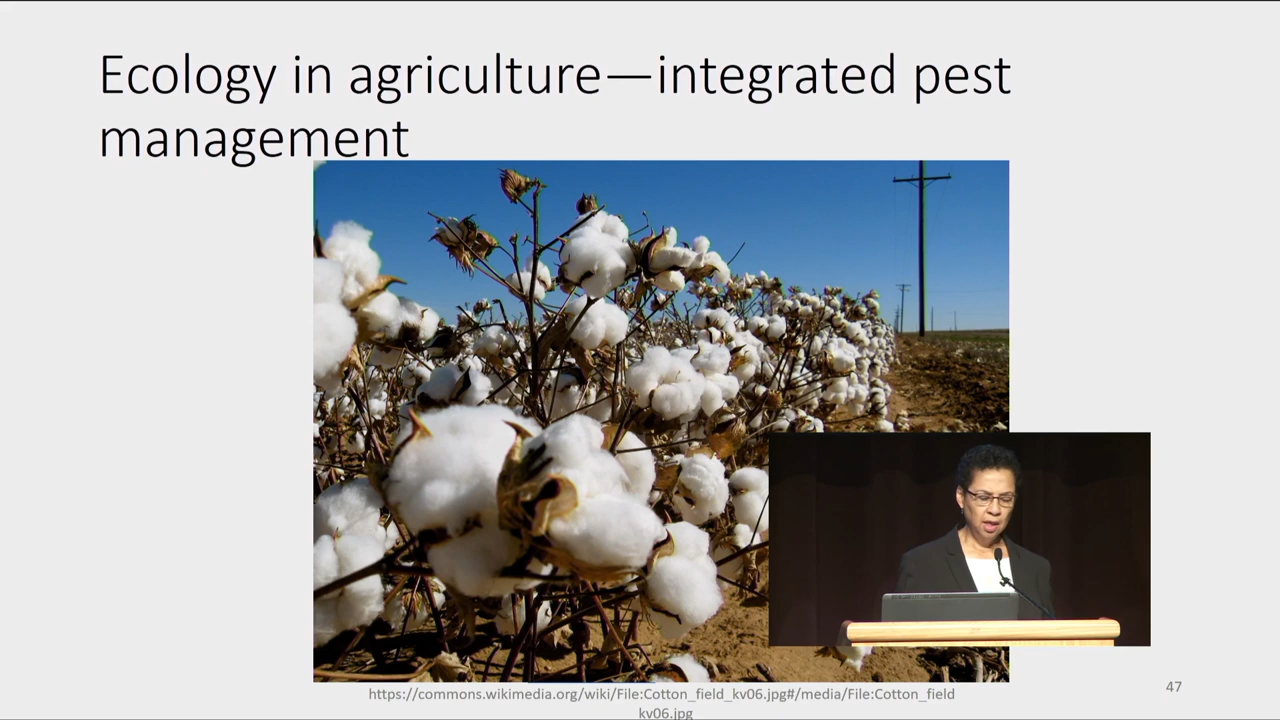 Ecology in agriculture—integrated pest
management
https://commons.wikimedia.org/wiki/File:Cotton_field_kv06.jpg#/media/File:Cotton_field
kv06.jpg
47